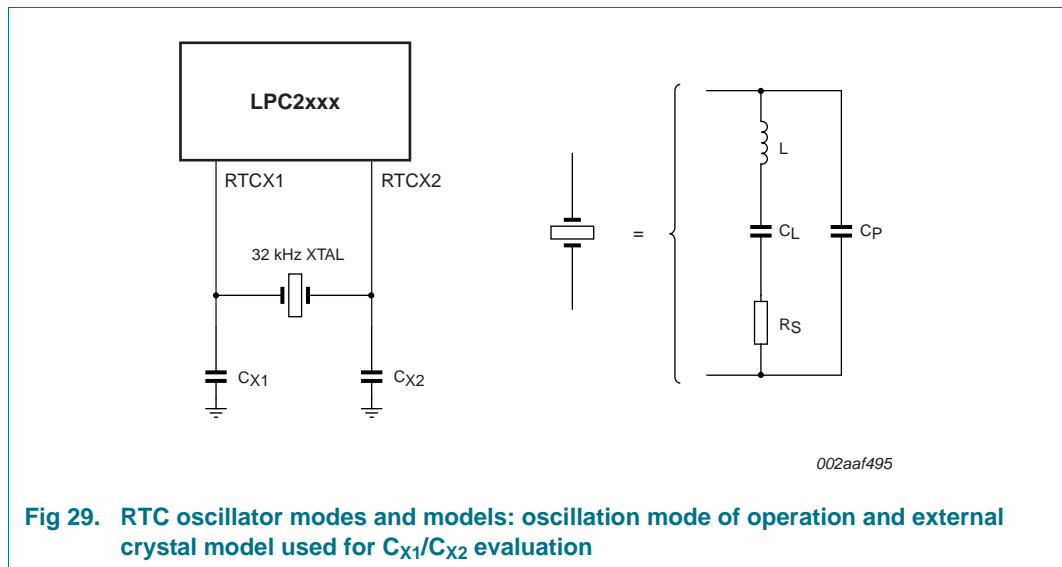 LPC2xxx
RTCX1
RTCX2
32 kHz XTAL
CX1
CX2
=
L
CL
CP
RS
002aaf495
Fig 29. RTC oscillator modes and models: oscillation mode of operation and external
crystal model used for CX1/CX2 evaluation